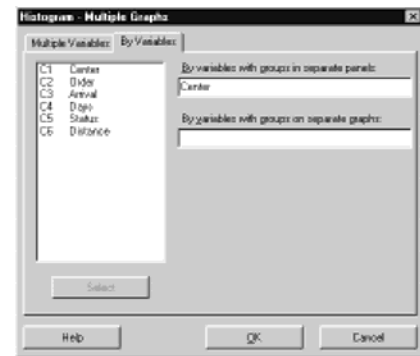 Histogram - Multiple Graphs
Multiple Variables
By Variables
C1 Center
C2 Order
C3 Arrival
C4 Days
C5 Status
C6 Distance
By variables with groups in separate panels:
Center
By variables with groups on separate graphs:
Select
Help
OK
Cancel